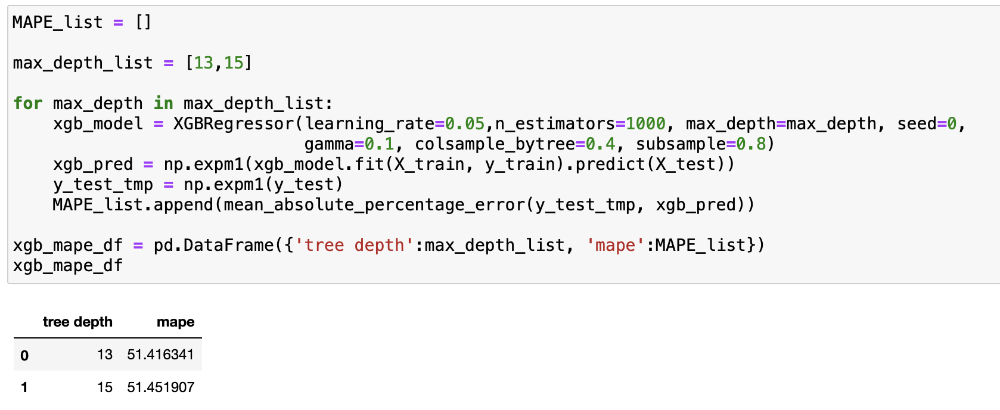 MAPE_list = []
max_depth_list = [13,15]
for max_depth in max_depth_list:
    xgb_model = XGBRegressor(learning_rate=0.05,n_estimators=1000, max_depth=max_depth, seed=0,
                             gamma=0.1, colsample_bytree=0.4, subsample=0.8)
    xgb_pred = np.expm1(xgb_model.fit(X_train, y_train).predict(X_test))
    y_test_tmp = np.expm1(y_test)
    MAPE_list.append(mean_absolute_percentage_error(y_test_tmp, xgb_pred))
xgb_mape_df = pd.DataFrame({'tree depth':max_depth_list, 'mape':MAPE_list})
xgb_mape_df
tree depth mape
0 13 51.416341
1 15 51.451907